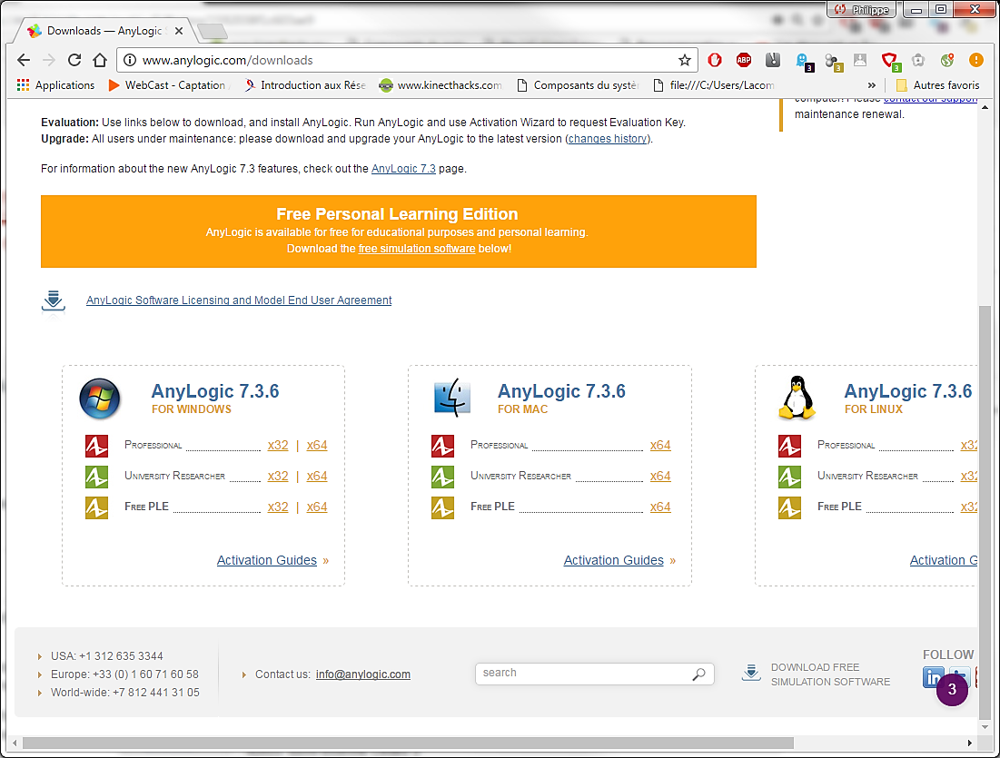 Philippe
Downloads — AnyLogic
www.anylogic.com/downloads
ABP
3
3
3
Applications
WebCast - Captation
Introduction aux Rése
www.kinecthacks.com
Composants du systè
file:///C:/Users/Lacom
»
Autres favoris
computer? Please contact our support
maintenance renewal.
Evaluation: Use links below to download, and install AnyLogic. Run AnyLogic and use Activation Wizard to request Evaluation Key.
Upgrade: All users under maintenance: please download and upgrade your AnyLogic to the latest version (changes history).
For information about the new AnyLogic 7.3 features, check out the AnyLogic 7.3 page.
Free Personal Learning Edition
AnyLogic is available for free for educational purposes and personal learning.
Download the free simulation software below!
AnyLogic Software Licensing and Model End User Agreement
AnyLogic 7.3.6
FOR WINDOWS
Professional x32 | x64
University Researcher x32 | x64
Free PLE x32 | x64
Activation Guides »
AnyLogic 7.3.6
FOR MAC
Professional x64
University Researcher x64
Free PLE x64
Activation Guides »
AnyLogic 7.3.6
FOR LINUX
Professional x32
University Researcher x32
Free PLE x32
Activation G
USA: +1 312 635 3344
Europe: +33 (0) 1 60 71 60 58
World-wide: +7 812 441 31 05
Contact us: info@anylogic.com
search
DOWNLOAD FREE
SIMULATION SOFTWARE
FOLLOW
in
3